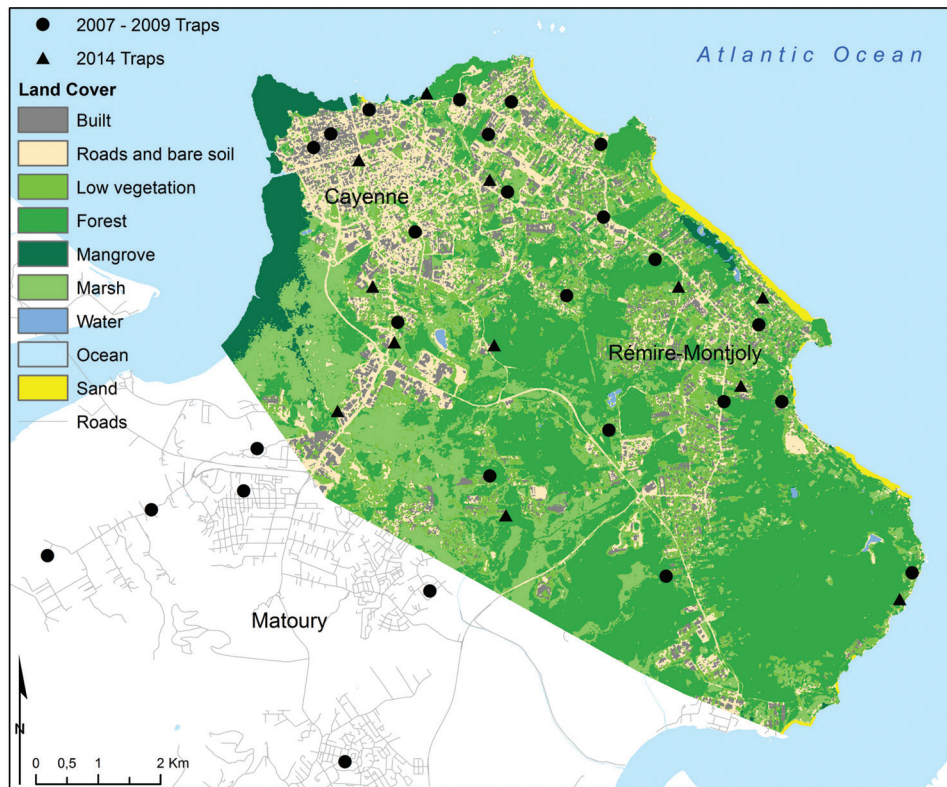 2007 - 2009 Traps
2014 Traps
Land Cover
Built
Roads and bare soil
Low vegetation
Forest
Mangrove
Marsh
Water
Ocean
Sand
Roads
Atlantic Ocean
Cayenne
Rémire-Montjoly
Matoury
N
0 0,5 1 2 Km